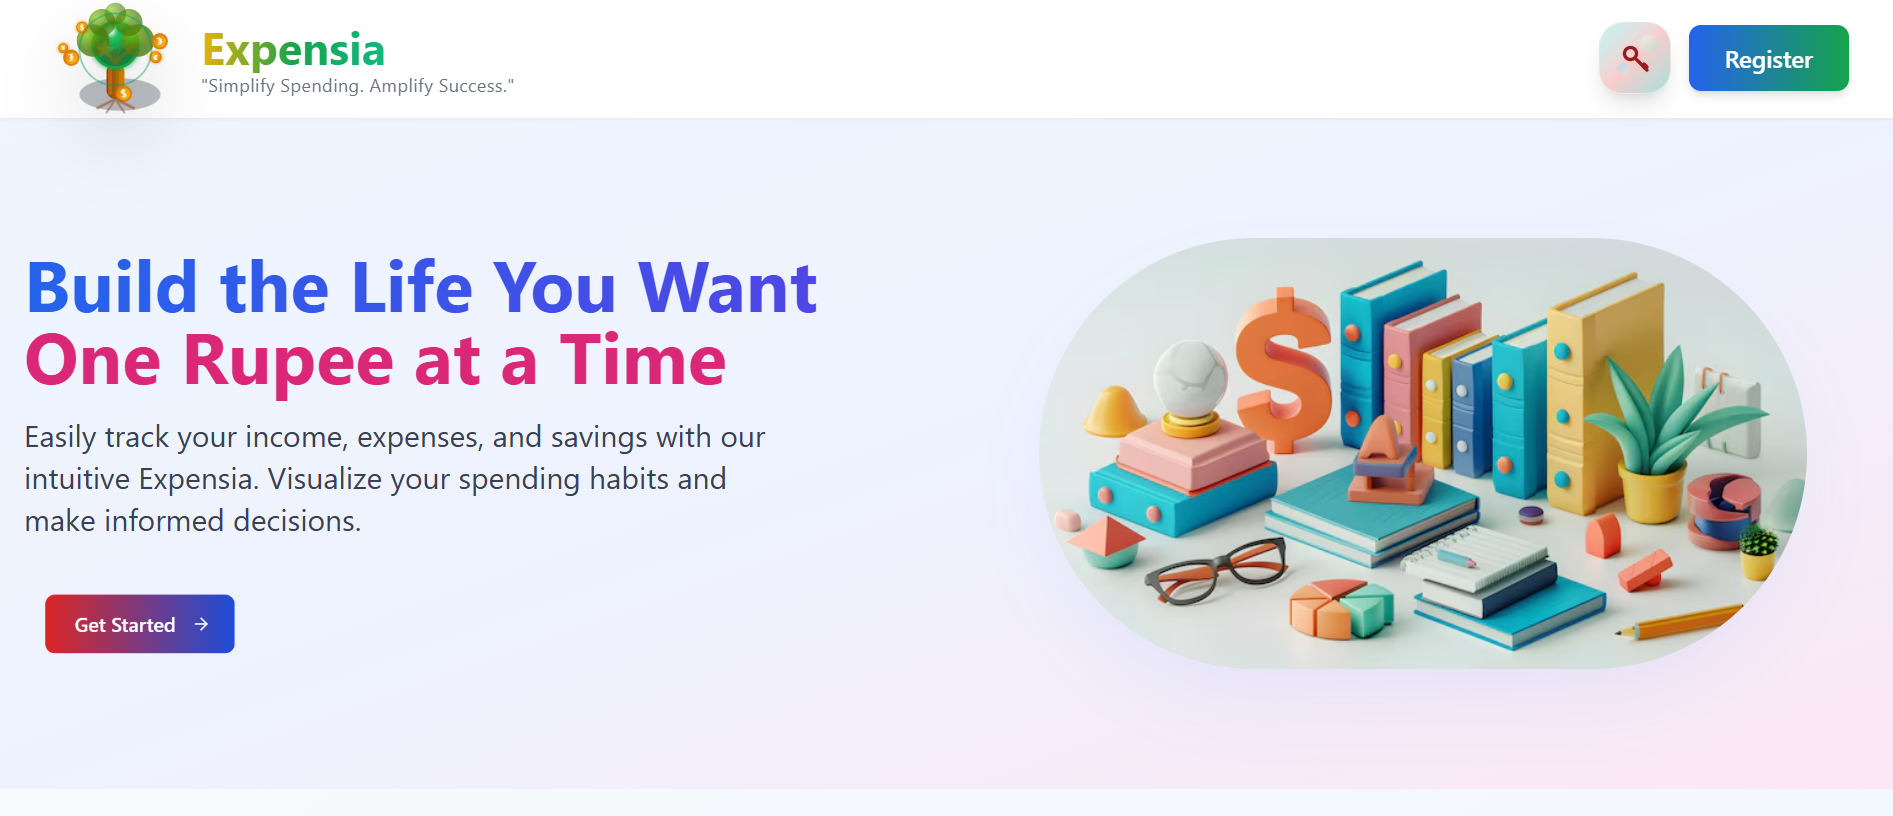 Expensia
"Simplify Spending. Amplify Success."
Register
Build the Life You Want
One Rupee at a Time
Easily track your income, expenses, and savings with our
intuitive Expensia. Visualize your spending habits and
make informed decisions.
Get Started →